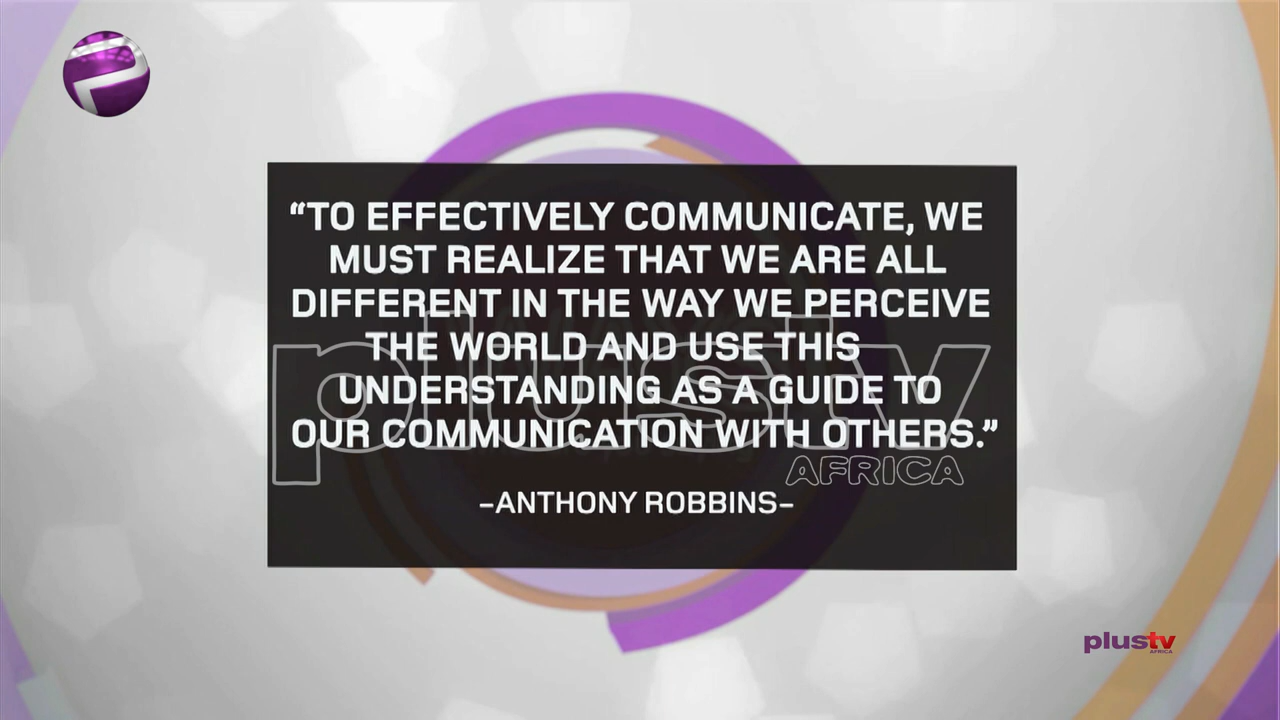 “TO EFFECTIVELY COMMUNICATE, WE
MUST REALIZE THAT WE ARE ALL
DIFFERENT IN THE WAY WE PERCEIVE
THE WORLD AND USE THIS
UNDERSTANDING AS A GUIDE TO
OUR COMMUNICATION WITH OTHERS.”
plustv
AFRICA
–ANTHONY ROBBINS–
plustv
AFRICA